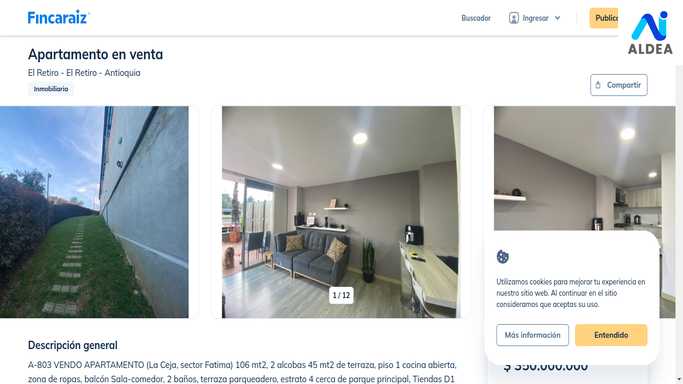 Fincaraiz
Buscador
Ingresar
Publica
ALDEA
Apartamento en venta
El Retiro - El Retiro - Antioquia
Inmobiliario
Compartir
1 / 12
Utilizamos cookies para mejorar tu experiencia en
nuestro sitio web. Al continuar en el sitio
consideramos que aceptas su uso.
Más información
Entendido
$ 350.000.000
Descripción general
A-803 VENDO APARTAMENTO (La Ceja, sector Fatima) 106 mt2, 2 alcobas 45 mt2 de terraza, piso 1 cocina abierta,
zona de ropas, balcón Sala-comedor, 2 baños, terraza parqueadero, estrato 4 cerca de parque principal, Tiendas D1